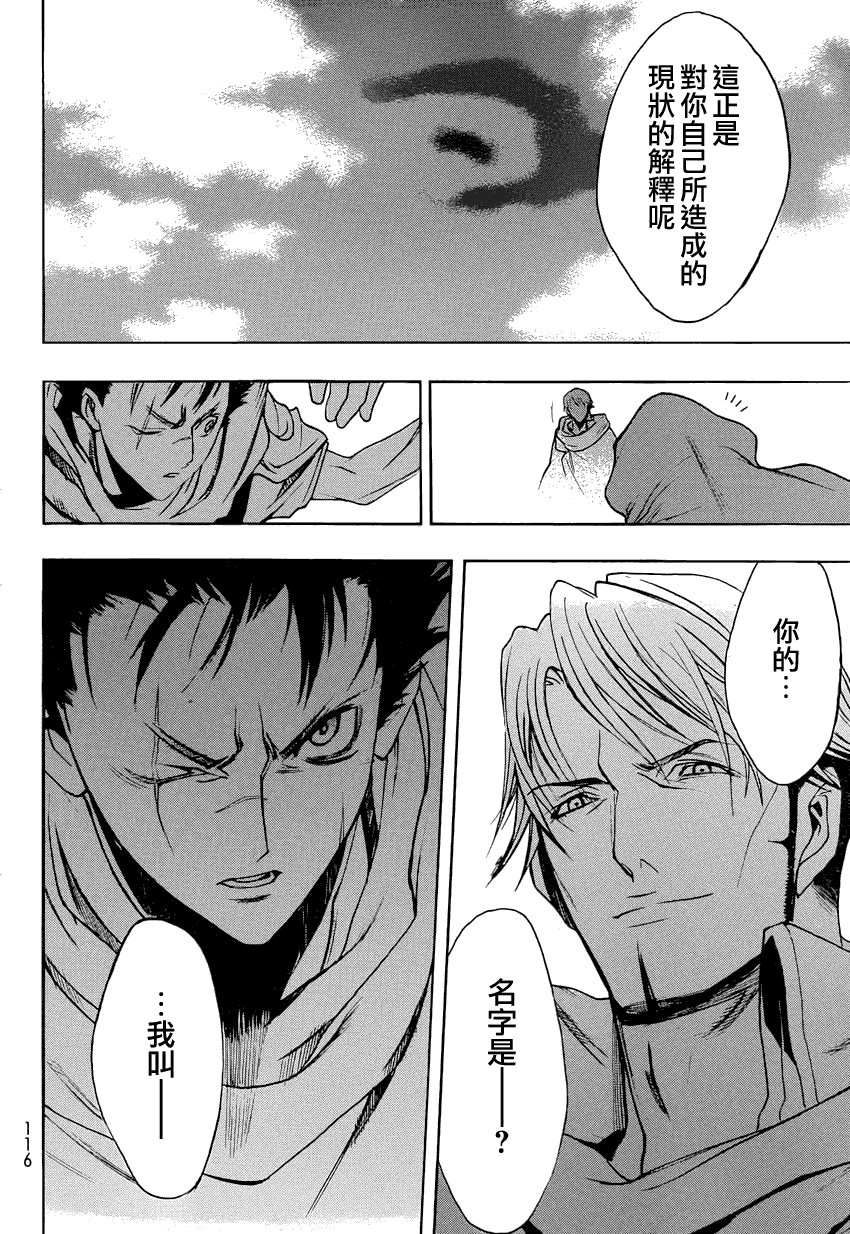 這正是
對你自己所造成的
現狀的解釋呢
你的…
名字是——?
…我叫——
116